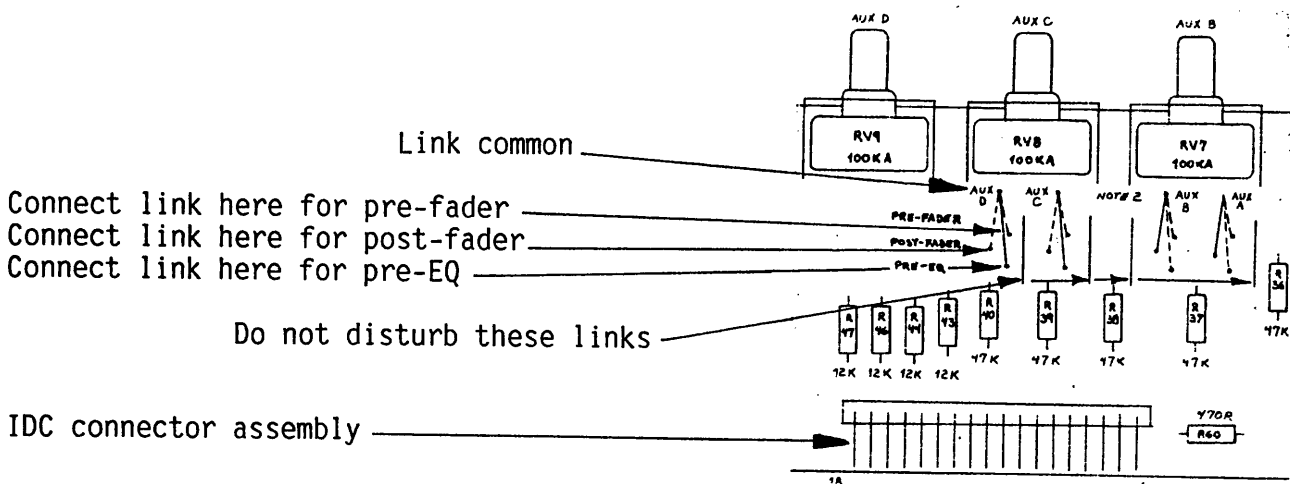 AUX D
AUX C
AUX B
RV9
100KA
RV8
100KA
RV7
100KA
Link common
AUX D
AUX C
NOTE 2
AUX B
AUX A
Connect link here for pre-fader
PRE-FADER
Connect link here for post-fader
POST-FADER
Connect link here for pre-EQ
PRE-EQ
Do not disturb these links
R 47
R 46
R 44
R 43
R 40
R 39
R 38
R 37
R 36
12K
12K
12K
12K
47K
47K
47K
47K
47K
IDC connector assembly
470R
R60
18